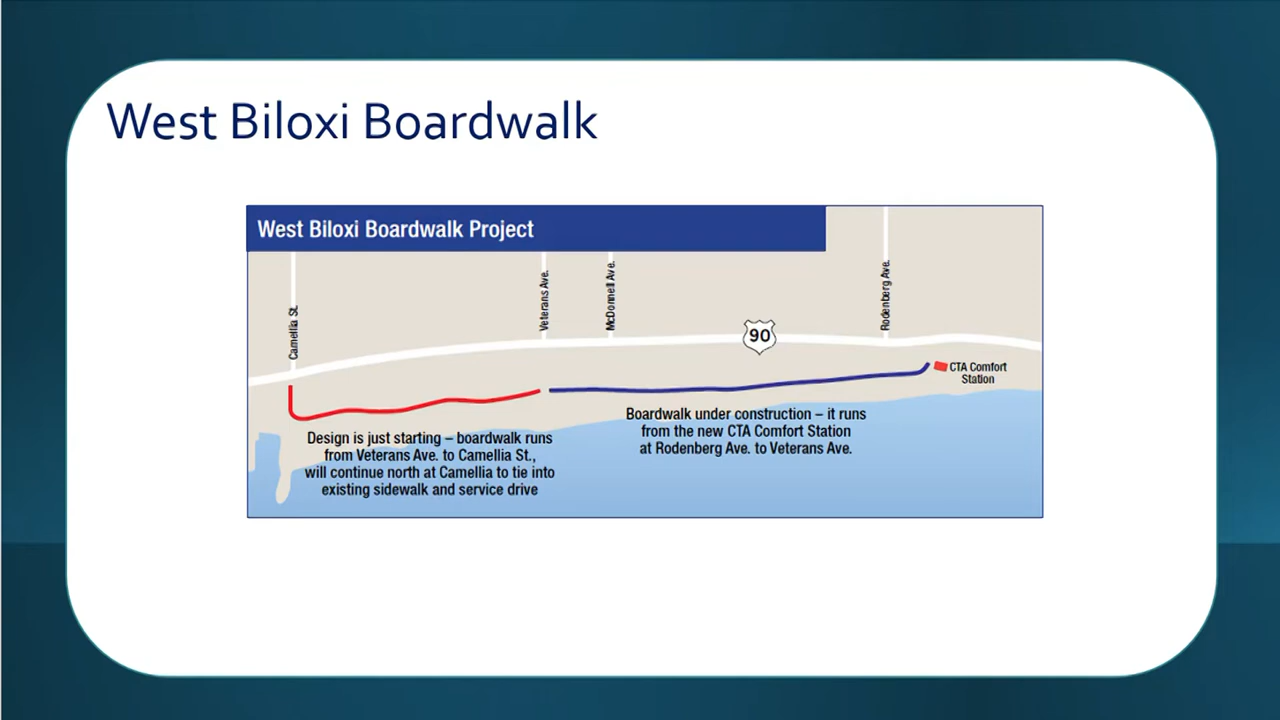 West Biloxi Boardwalk
West Biloxi Boardwalk Project
Camellia St.
Veterans Ave.
McDonnell Ave.
Rodenberg Ave.
90
CTA Comfort
Station
Boardwalk under construction – it runs
from the new CTA Comfort Station
at Rodenberg Ave. to Veterans Ave.
Design is just starting – boardwalk runs
from Veterans Ave. to Camellia St.,
will continue north at Camellia to tie into
existing sidewalk and service drive